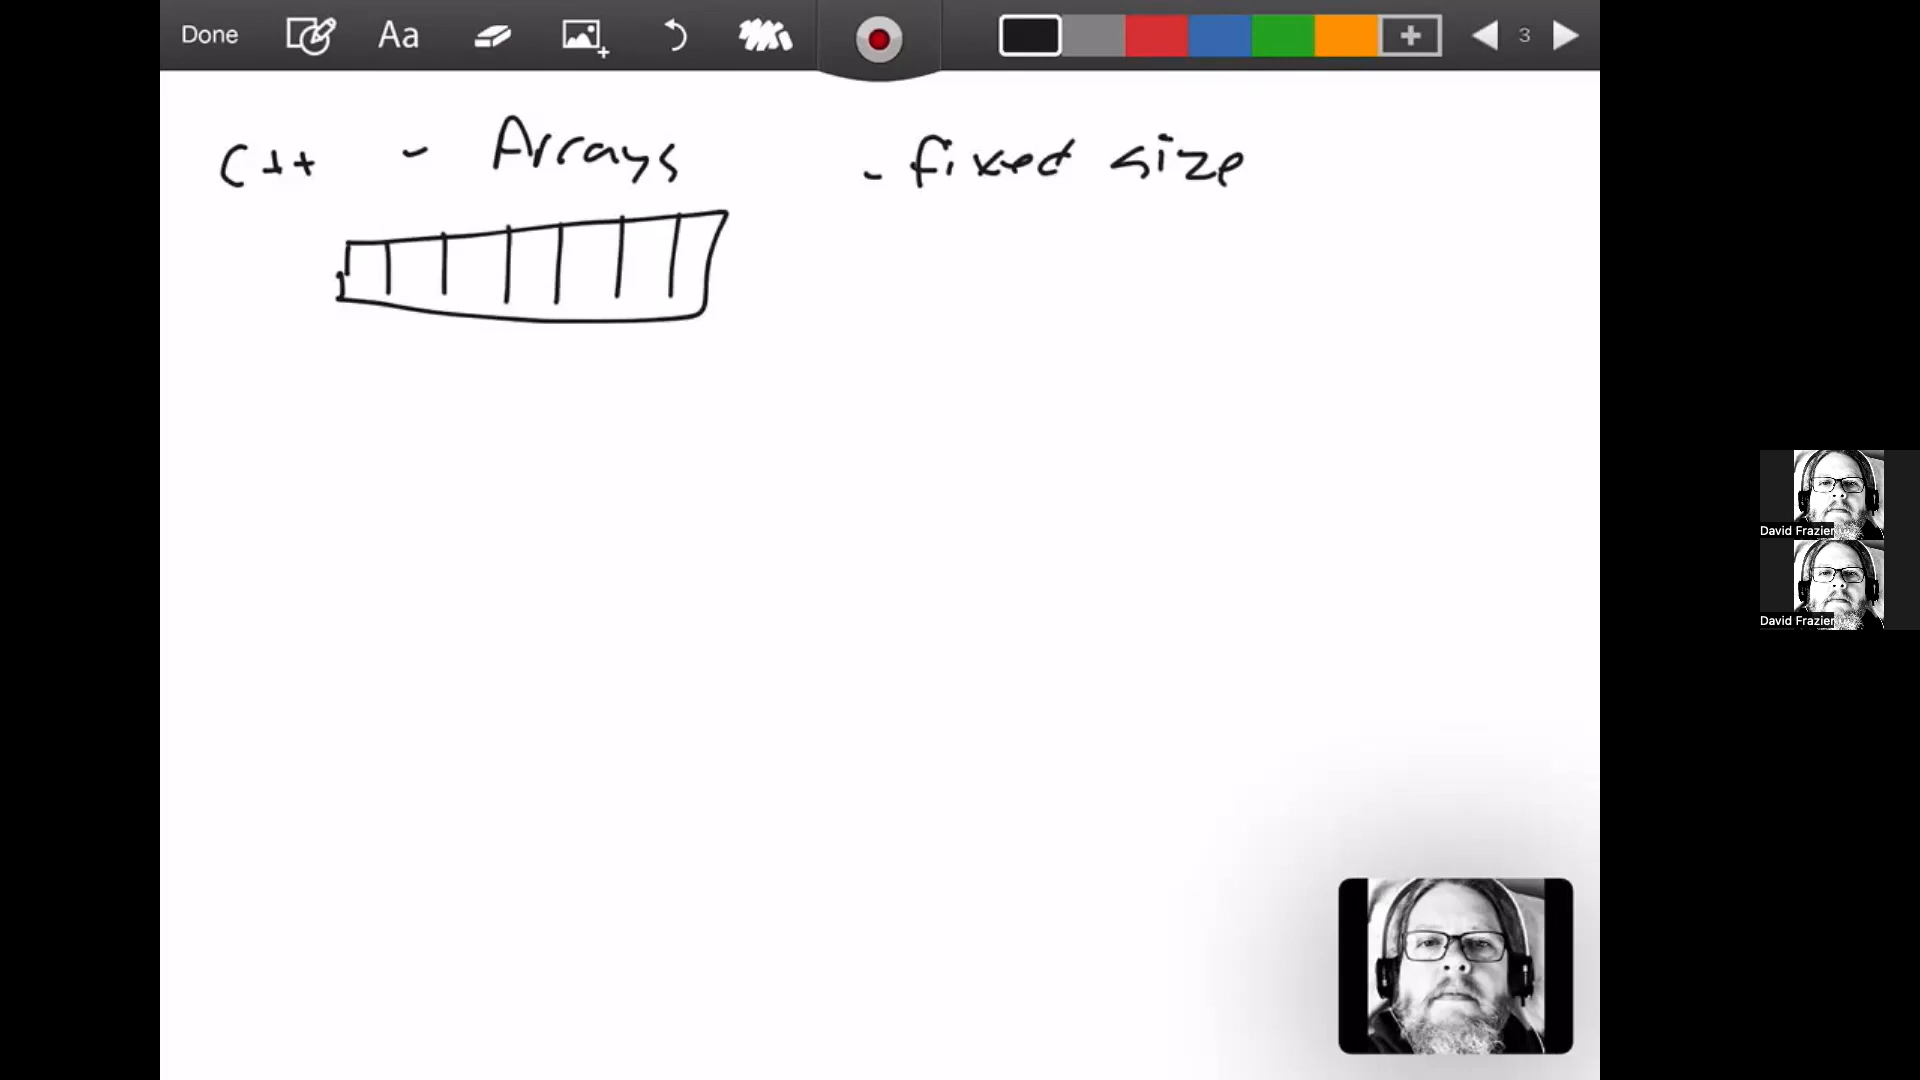 Done Aa 3
C++ - Arrays - fixed size
David Frazier
David Frazier